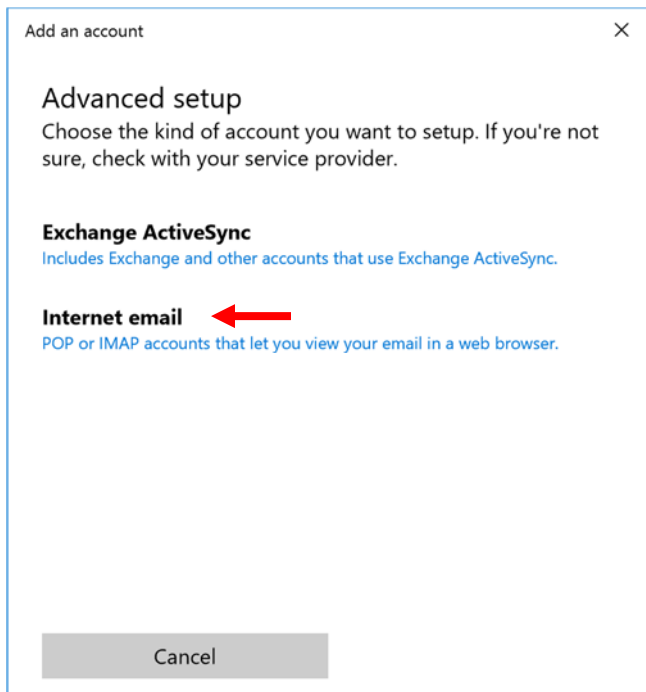 Add an account
Advanced setup
Choose the kind of account you want to setup. If you're not
sure, check with your service provider.
Exchange ActiveSync
Includes Exchange and other accounts that use Exchange ActiveSync.
Internet email
POP or IMAP accounts that let you view your email in a web browser.
Cancel